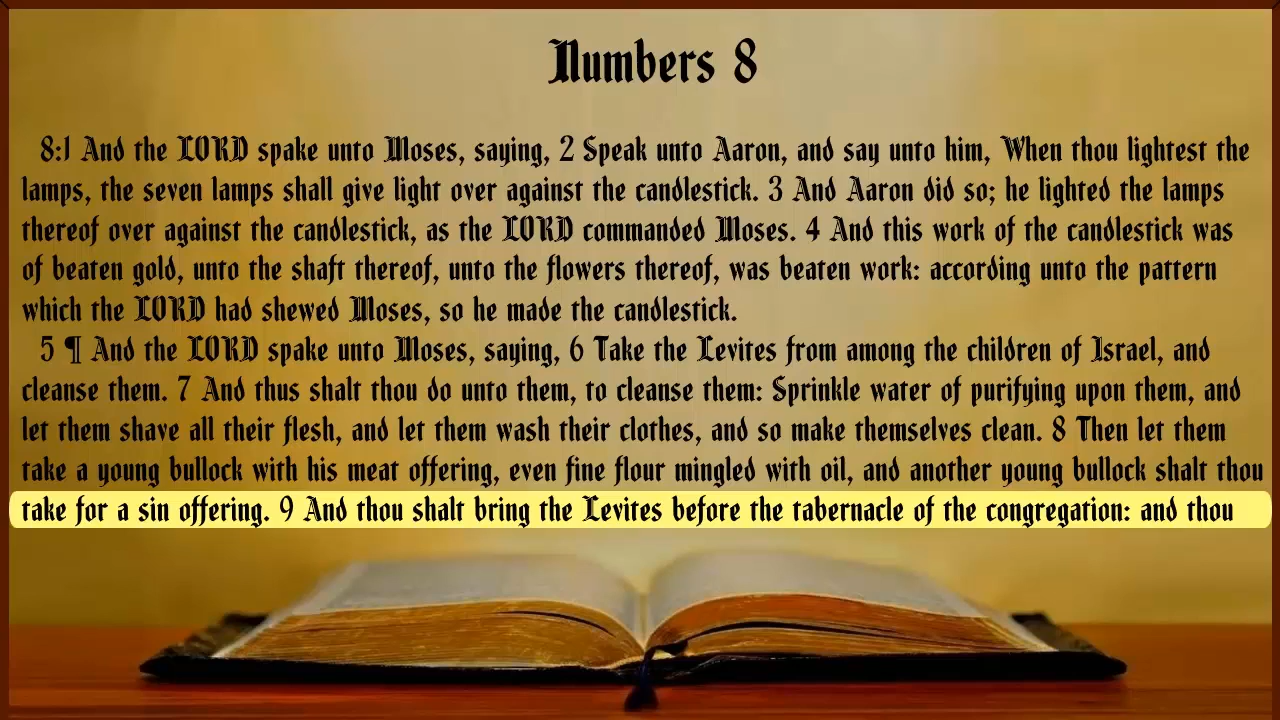 Numbers 8
8:1 And the LORD spake unto Moses, saying, 2 Speak unto Aaron, and say unto him, When thou lightest the
lamps, the seven lamps shall give light over against the candlestick. 3 And Aaron did so; he lighted the lamps
thereof over against the candlestick, as the LORD commanded Moses. 4 And this work of the candlestick was
of beaten gold, unto the shaft thereof, unto the flowers thereof, was beaten work: according unto the pattern
which the LORD had shewed Moses, so he made the candlestick.
5 ¶ And the LORD spake unto Moses, saying, 6 Take the Levites from among the children of Israel, and
cleanse them. 7 And thus shalt thou do unto them, to cleanse them: Sprinkle water of purifying upon them, and
let them shave all their flesh, and let them wash their clothes, and so make themselves clean. 8 Then let them
take a young bullock with his meat offering, even fine flour mingled with oil, and another young bullock shalt thou
take for a sin offering. 9 And thou shalt bring the Levites before the tabernacle of the congregation: and thou